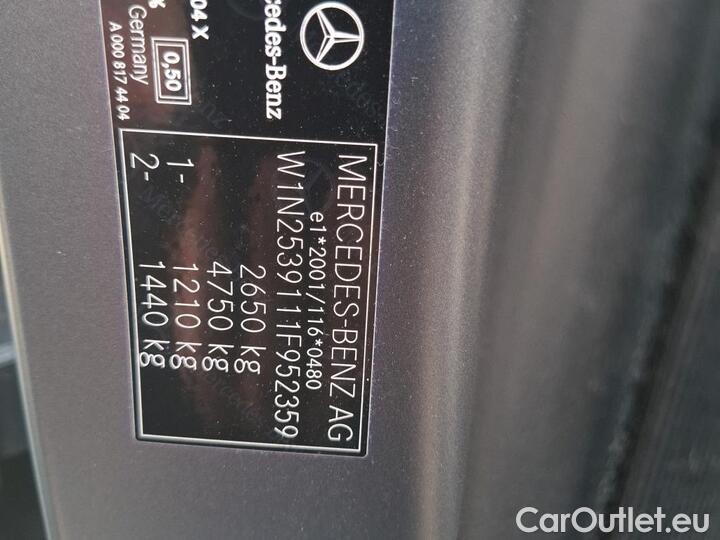 Mercedes-Benz
04 X
0,50
Germany
A 000 817 44 04
MERCEDES-BENZ AG
e1*2001/116*0480
W1N2539111F952359
2650 kg
4750 kg
1- 1210 kg
2- 1440 kg
CarOutlet.eu